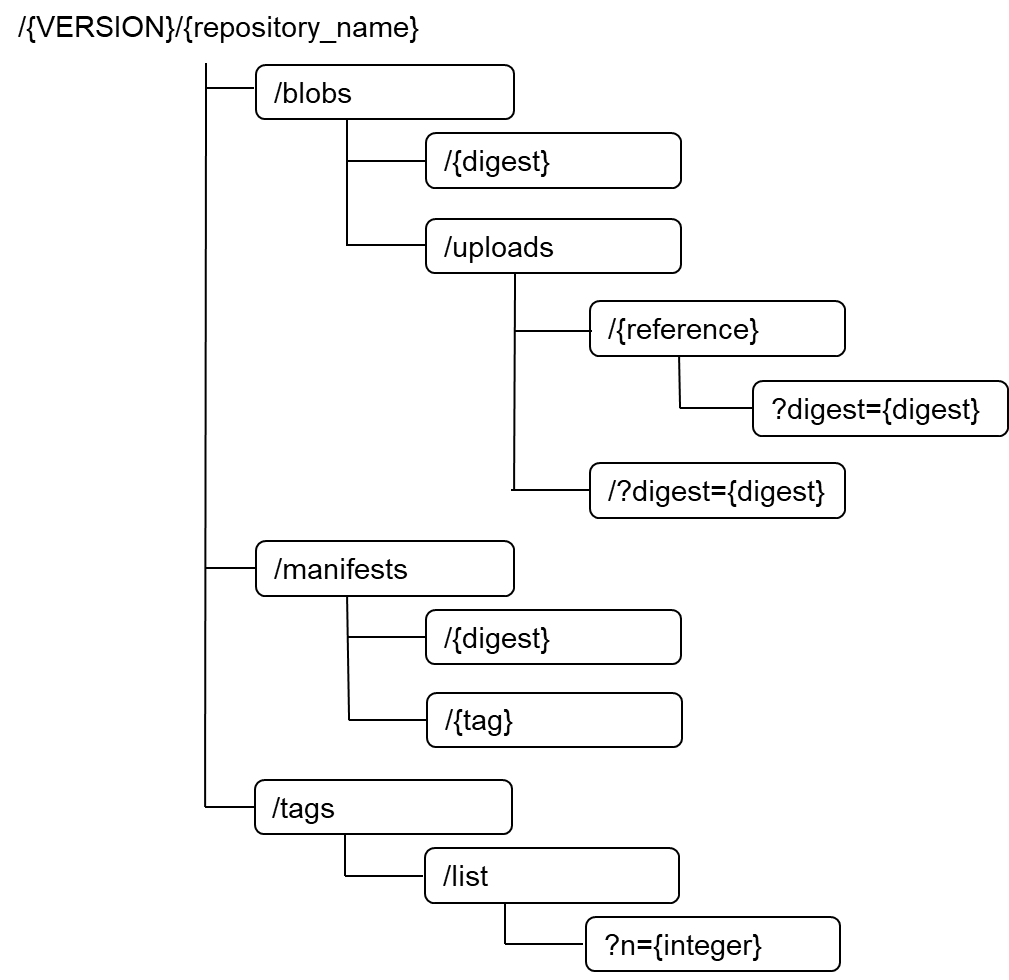 /{VERSION}/{repository_name}
/blobs
/{digest}
/uploads
/{reference}
?digest={digest}
/?digest={digest}
/manifests
/{digest}
/{tag}
/tags
/list
?n={integer}